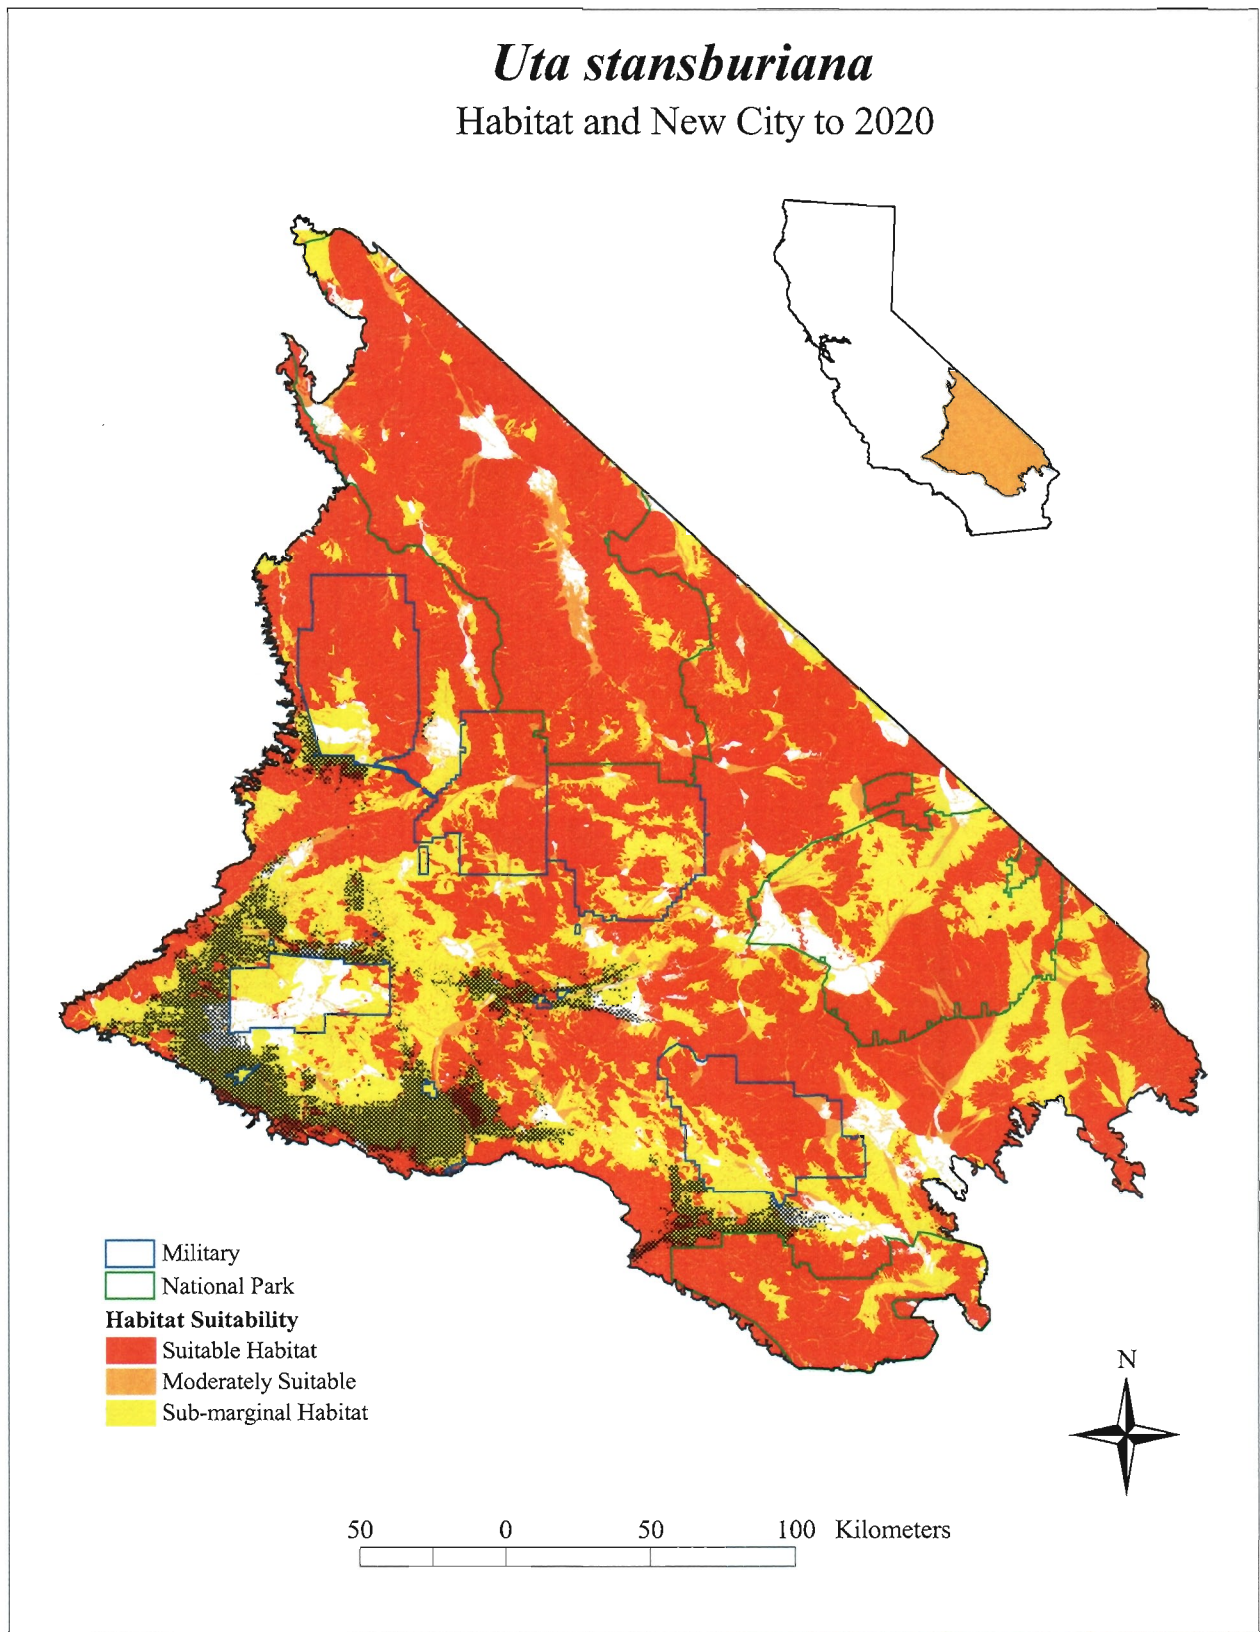 Uta stansburiana
Habitat and New City to 2020
Military
National Park
Habitat Suitability
Suitable Habitat
Moderately Suitable
Sub-marginal Habitat
N
50 0 50 100 Kilometers